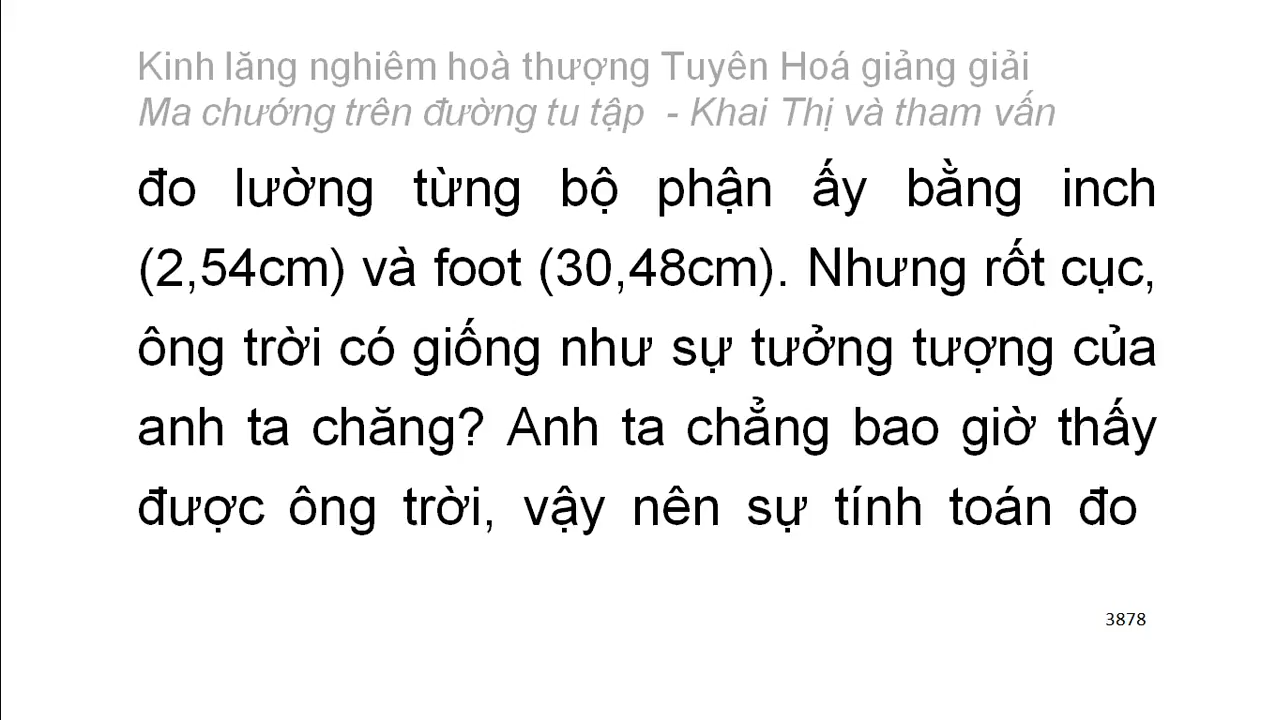 Kinh lăng nghiêm hoà thượng Tuyên Hoá giảng giải
Ma chướng trên đường tu tập - Khai Thị và tham vấn
đo lường từng bộ phận ấy bằng inch
(2,54cm) và foot (30,48cm). Nhưng rốt cục,
ông trời có giống như sự tưởng tượng của
anh ta chăng? Anh ta chẳng bao giờ thấy
được ông trời, vậy nên sự tính toán đo
3878